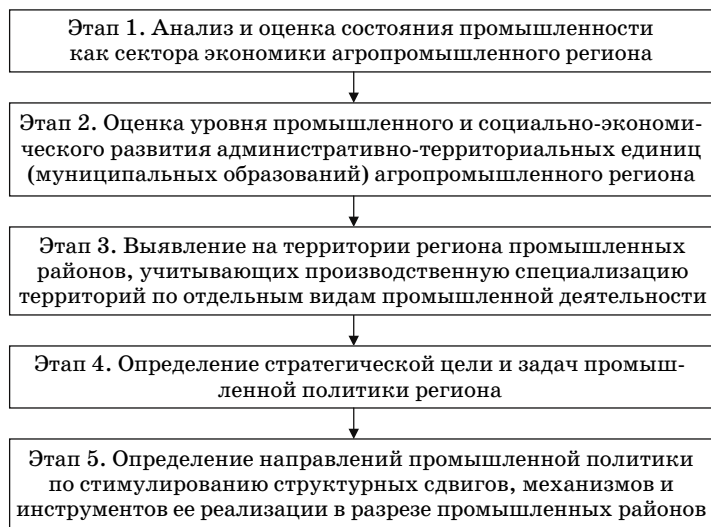 Этап 1. Анализ и оценка состояния промышленности
как сектора экономики агропромышленного региона
Этап 2. Оценка уровня промышленного и социально-экономи-
ческого развития административно-территориальных единиц
(муниципальных образований) агропромышленного региона
Этап 3. Выявление на территории региона промышленных
районов, учитывающих производственную специализацию
территорий по отдельным видам промышленной деятельности
Этап 4. Определение стратегической цели и задач промыш-
ленной политики региона
Этап 5. Определение направлений промышленной политики
по стимулированию структурных сдвигов, механизмов и
инструментов ее реализации в разрезе промышленных районов